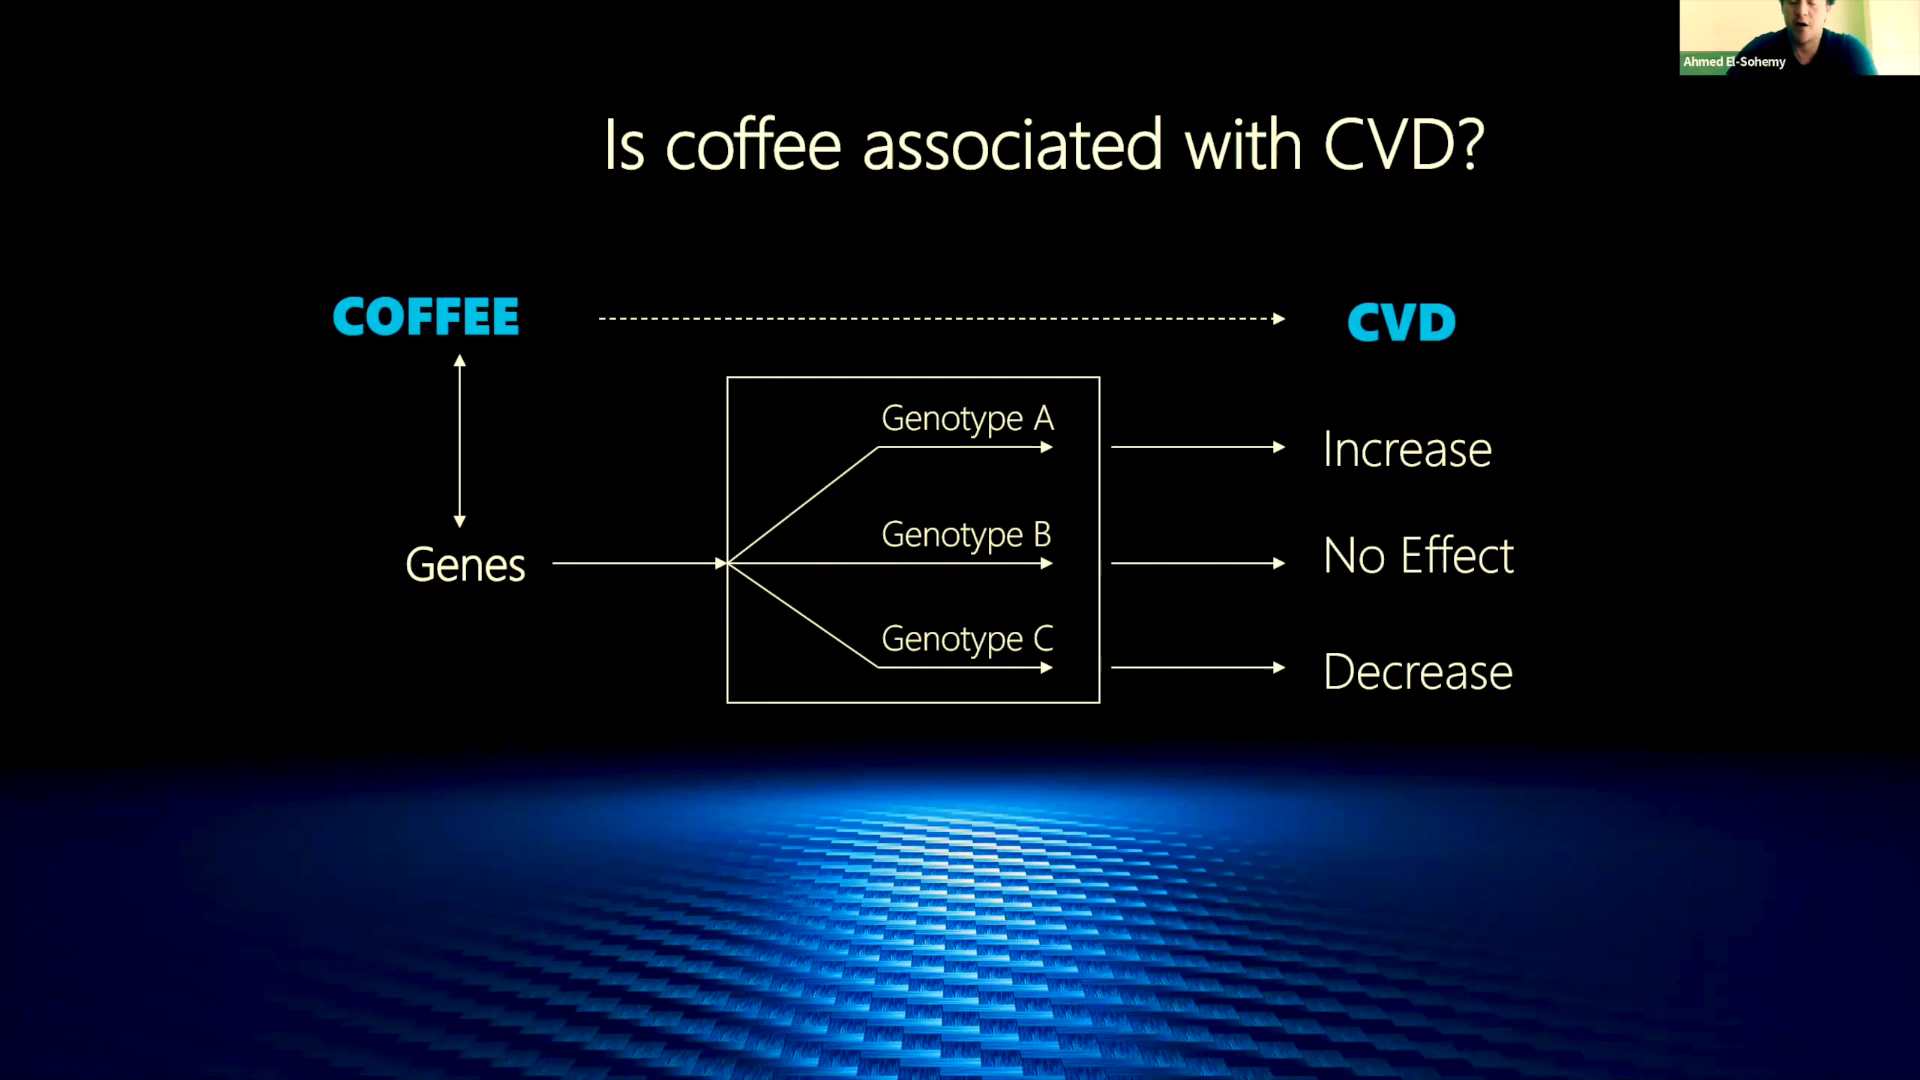 Ahmed El-Sohemy
Is coffee associated with CVD?
COFFEE
CVD
Genotype A
Increase
Genotype B
Genes
No Effect
Genotype C
Decrease